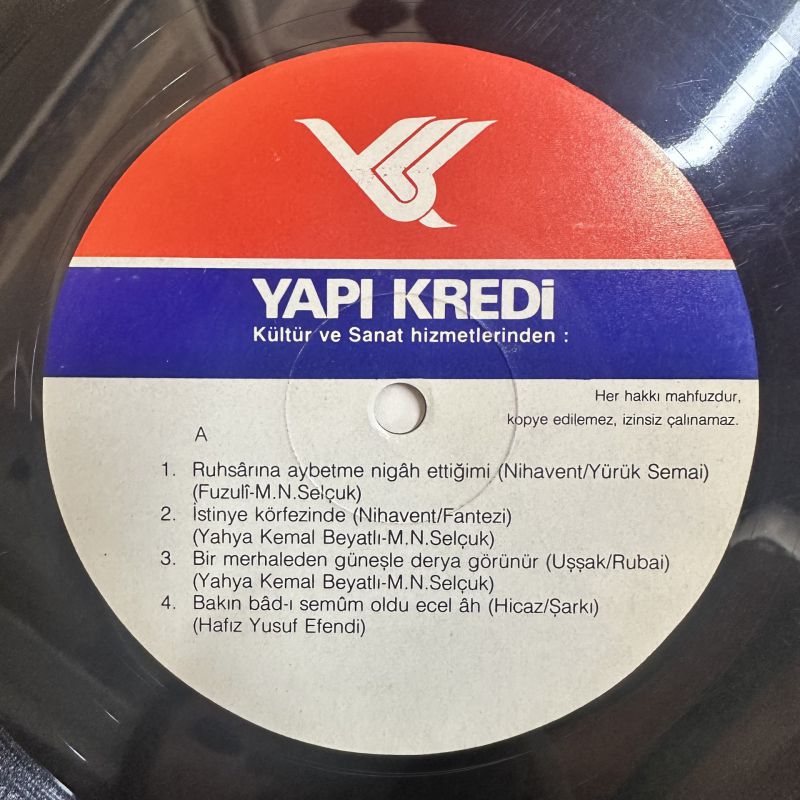 YAPI KREDİ
Kültür ve Sanat hizmetlerinden :
Her hakkı mahfuzdur,
kopye edilemez, izinsiz çalınamaz.
A
1. Ruhsârına aybetme nigâh ettiğimi (Nihavent/Yürük Semai)
(Fuzulî-M.N.Selçuk)
2. İstinye körfezinde (Nihavent/Fantezi)
(Yahya Kemal Beyatlı-M.N.Selçuk)
3. Bir merhaleden güneşle derya görünür (Uşşak/Rubai)
(Yahya Kemal Beyatlı-M.N.Selçuk)
4. Bakın bâd-ı semûm oldu ecel âh (Hicaz/Şarkı)
(Hafız Yusuf Efendi)